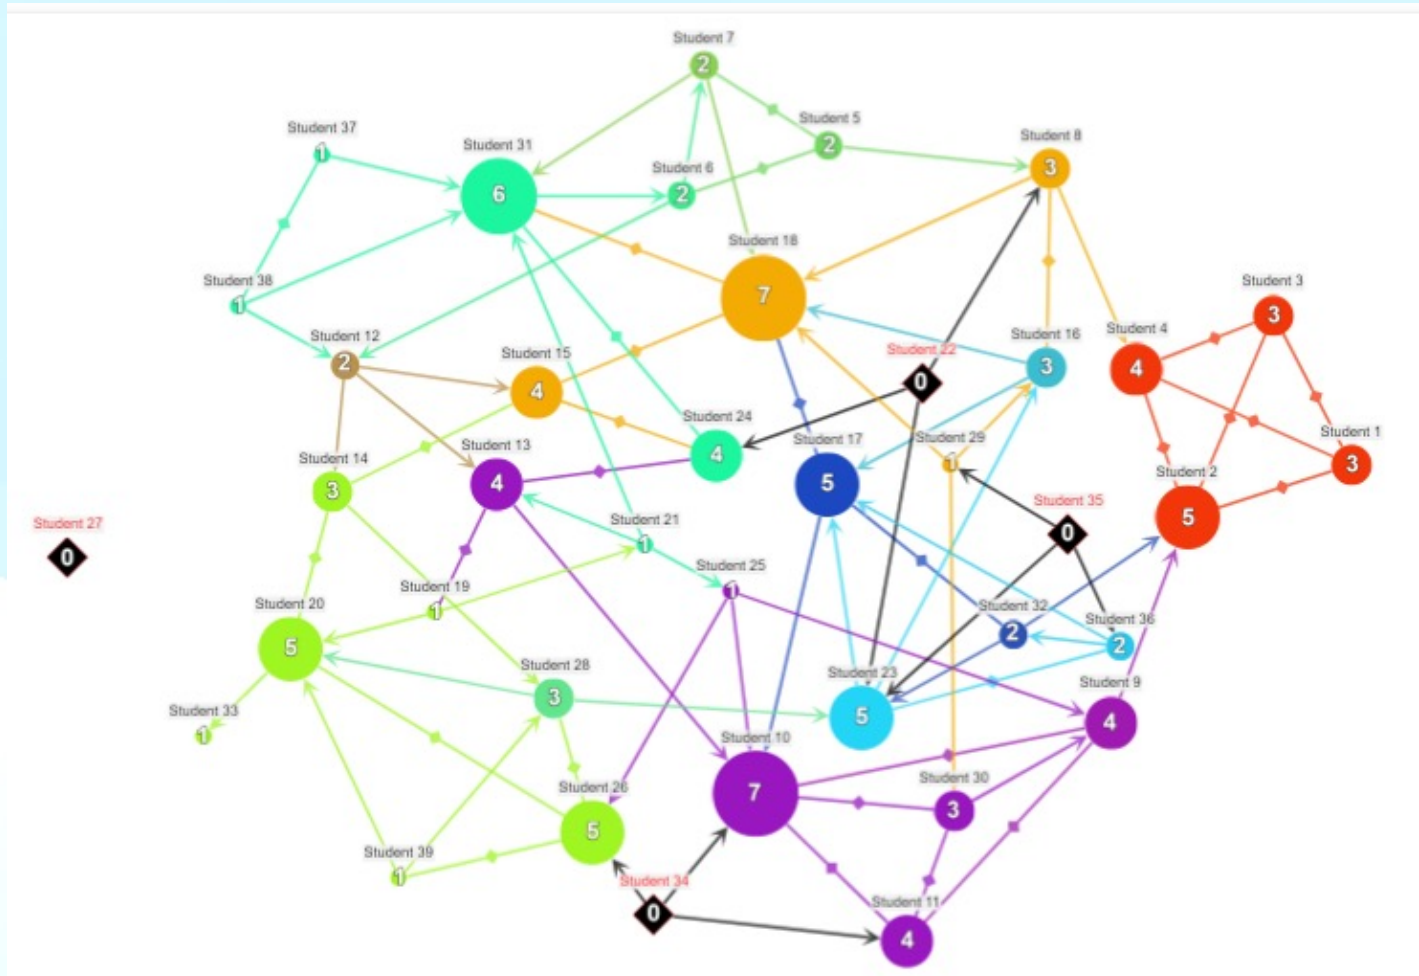 Student 7
2
Student 5
2
Student 37
1
Student 31
6
Student 6
2
Student 8
3
Student 18
7
Student 38
1
Student 3
3
Student 12
2
Student 15
4
Student 22
0
Student 16
3
Student 4
4
Student 24
4
Student 17
5
Student 29
1
Student 1
3
Student 14
3
Student 13
4
Student 2
5
Student 27
0
Student 21
1
Student 35
0
Student 25
1
Student 19
1
Student 20
5
Student 32
2
Student 36
2
Student 28
3
Student 23
5
Student 9
4
Student 33
1
Student 10
7
Student 30
3
Student 26
5
Student 39
1
Student 34
0
Student 11
4